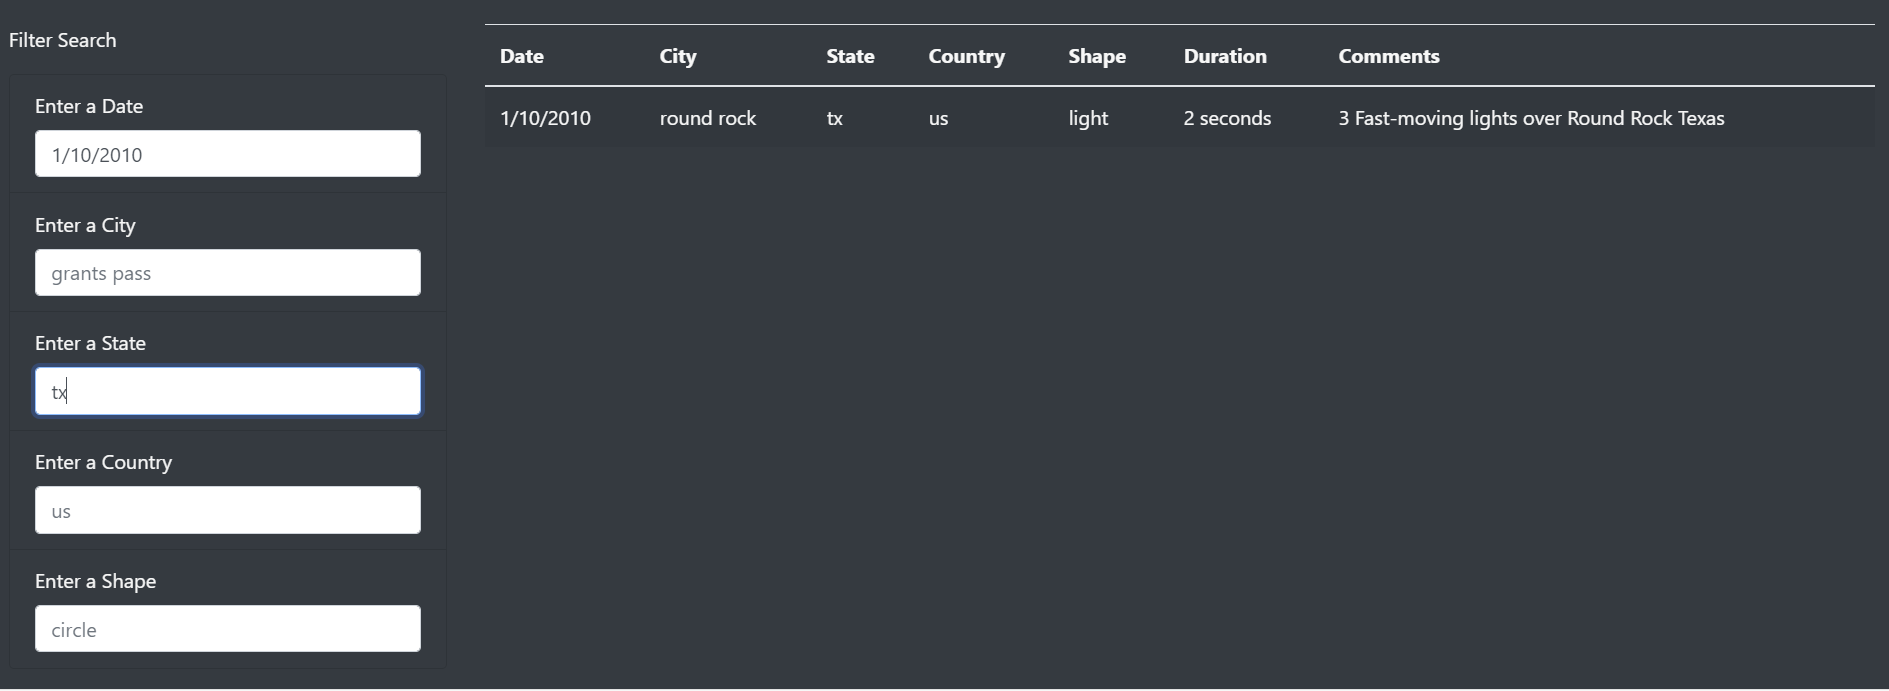 Filter Search
Enter a Date
1/10/2010
Enter a City
grants pass
Enter a State
tx
Enter a Country
us
Enter a Shape
circle
Date City State Country Shape Duration Comments
1/10/2010 round rock tx us light 2 seconds 3 Fast-moving lights over Round Rock Texas